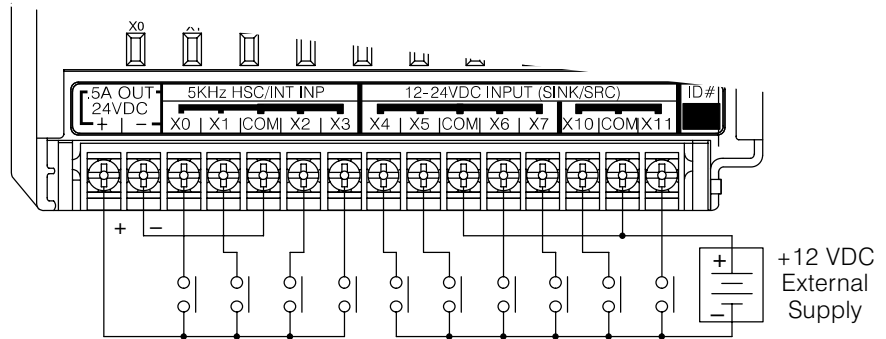 X0 X1
.5A OUT 5KHz HSC/INT INP 12-24VDC INPUT (SINK/SRC) ID#
24VDC
+ | – X0 | X1 |COM| X2 | X3 X4 | X5 |COM| X6 | X7 X10|COM|X11
+ –
+ +12 VDC
External
– Supply